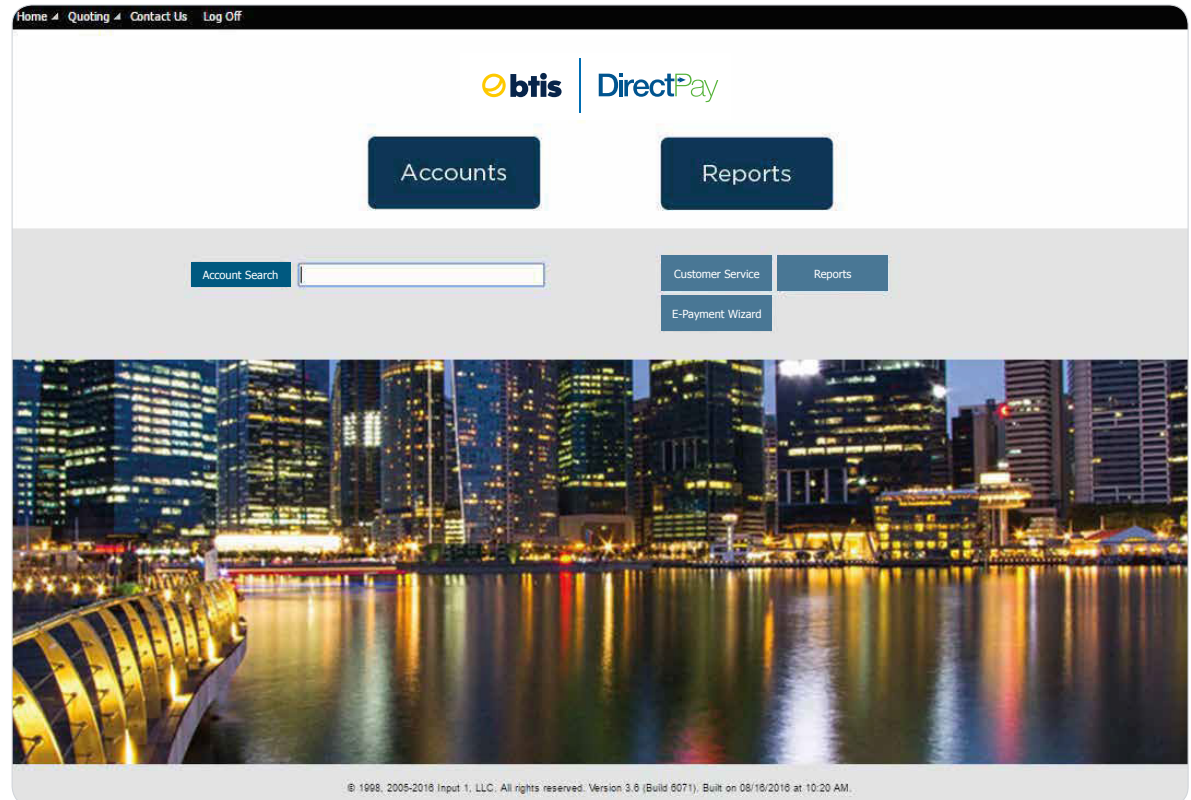 Home Quoting Contact Us Log Off
btis DirectPay
Accounts Reports
Account Search Customer Service Reports
E-Payment Wizard
© 1998, 2005-2016 Input 1, LLC. All rights reserved. Version 3.6 (Build 6071). Built on 08/16/2016 at 10:20 AM.